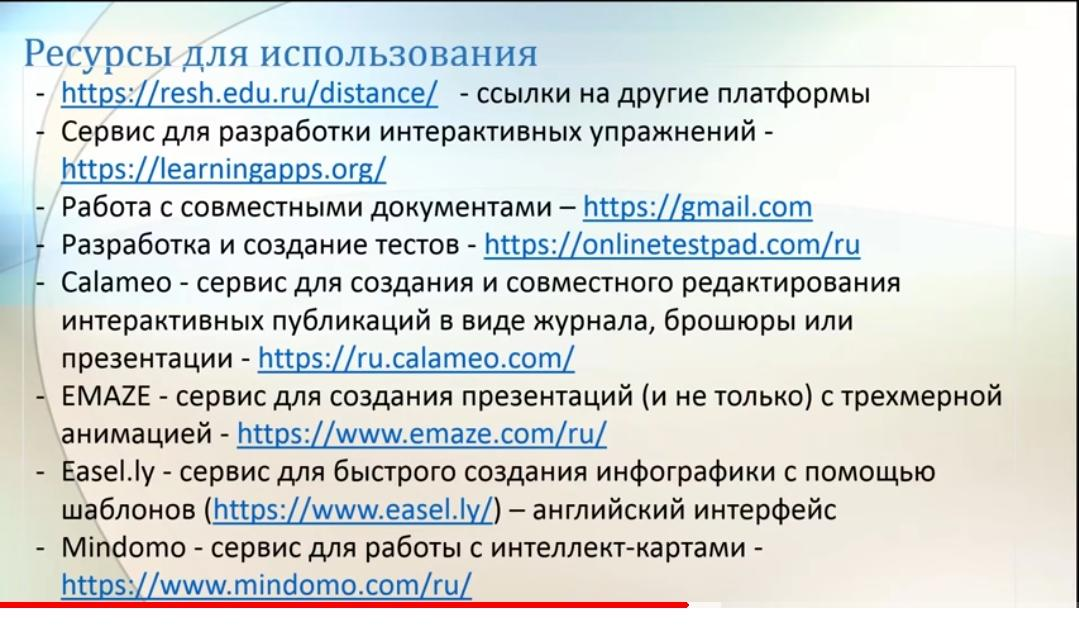 Ресурсы для использования
- https://resh.edu.ru/distance/ - ссылки на другие платформы
- Сервис для разработки интерактивных упражнений -
https://learningapps.org/
- Работа с совместными документами – https://gmail.com
- Разработка и создание тестов - https://onlinetestpad.com/ru
- Calameo - сервис для создания и совместного редактирования
интерактивных публикаций в виде журнала, брошюры или
презентации - https://ru.calameo.com/
- EMAZE - сервис для создания презентаций (и не только) с трехмерной
анимацией - https://www.emaze.com/ru/
- Easel.ly - сервис для быстрого создания инфографики с помощью
шаблонов (https://www.easel.ly/) – английский интерфейс
- Mindomo - сервис для работы с интеллект-картами -
https://www.mindomo.com/ru/